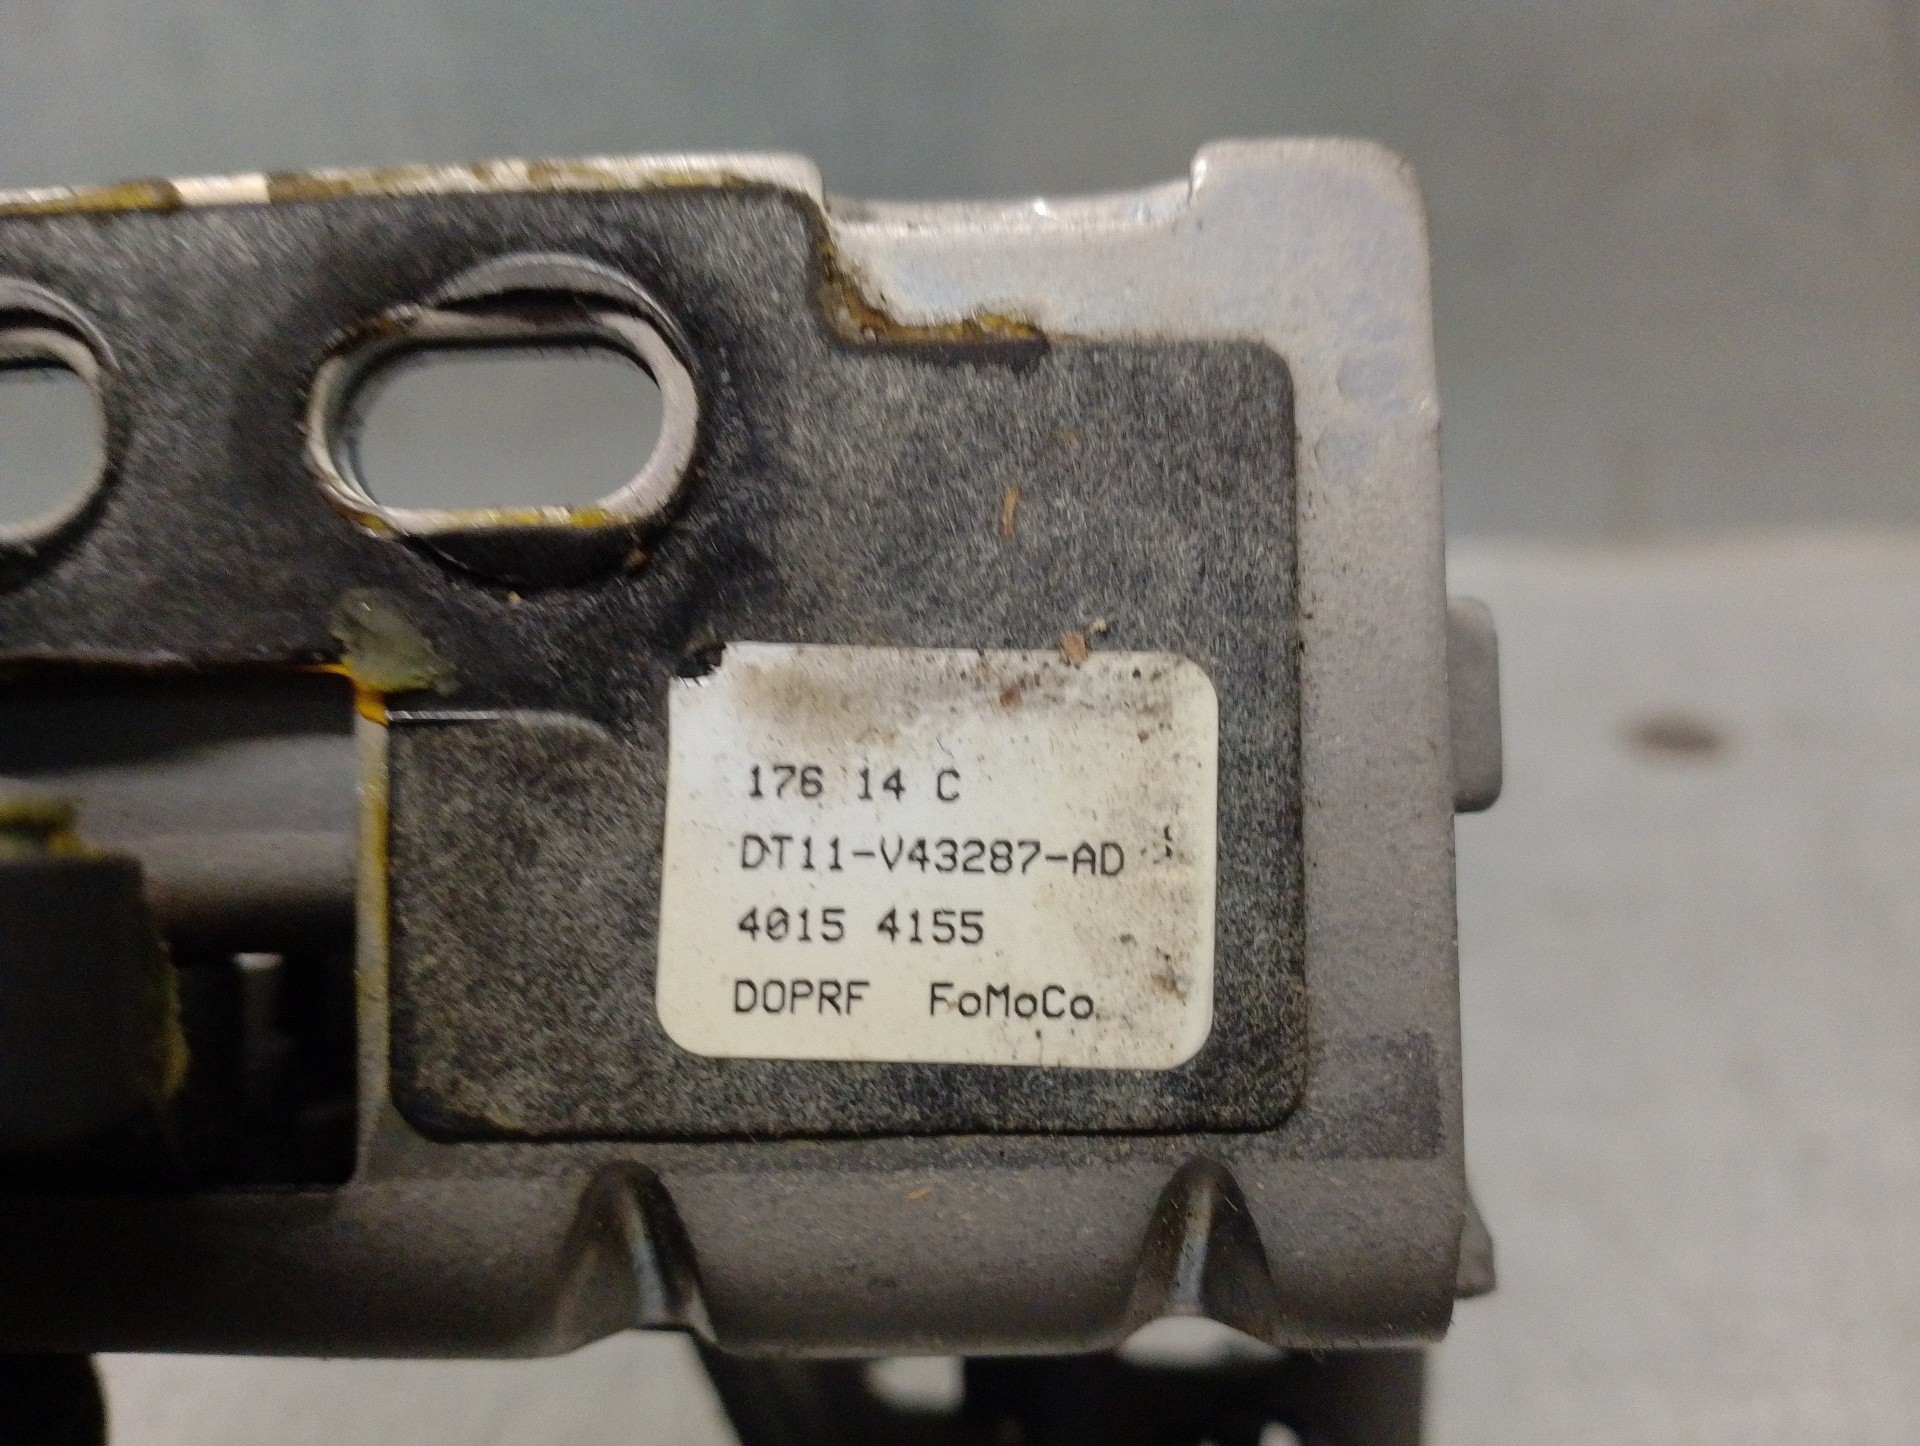 176 14 C
DT11-V43287-AD
4015 4155
DOPRF FoMoCo